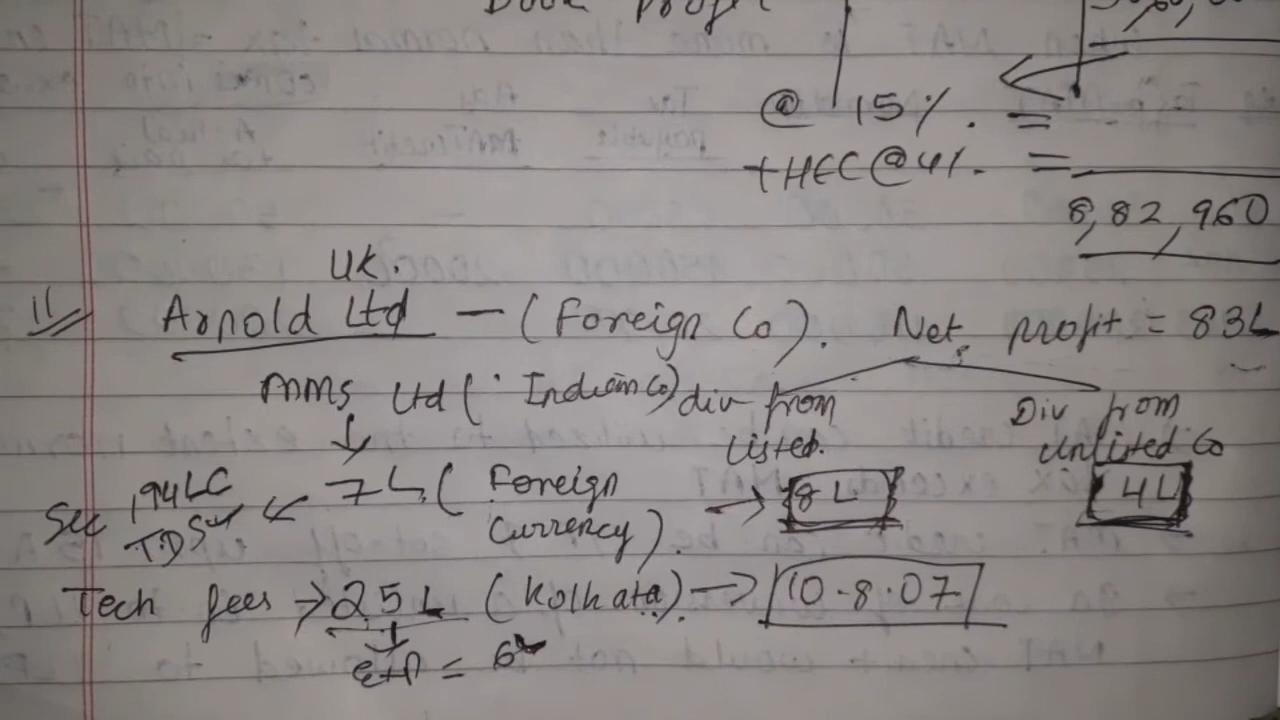 Book Profit
@ 15%. =
+HEC@4%. =
8,82,960
UK.
11 Arnold Ltd — (Foreign Co). Net profit = 83L
MMS Ltd ( Indian Co) div from Listed. Div from Unlisted Co
Sec 194LC TDS ← 7L ( Foreign Currency). → 8L 4L
Tech fees → 25L (Kolkata). → 10.8.07
exp = 6L